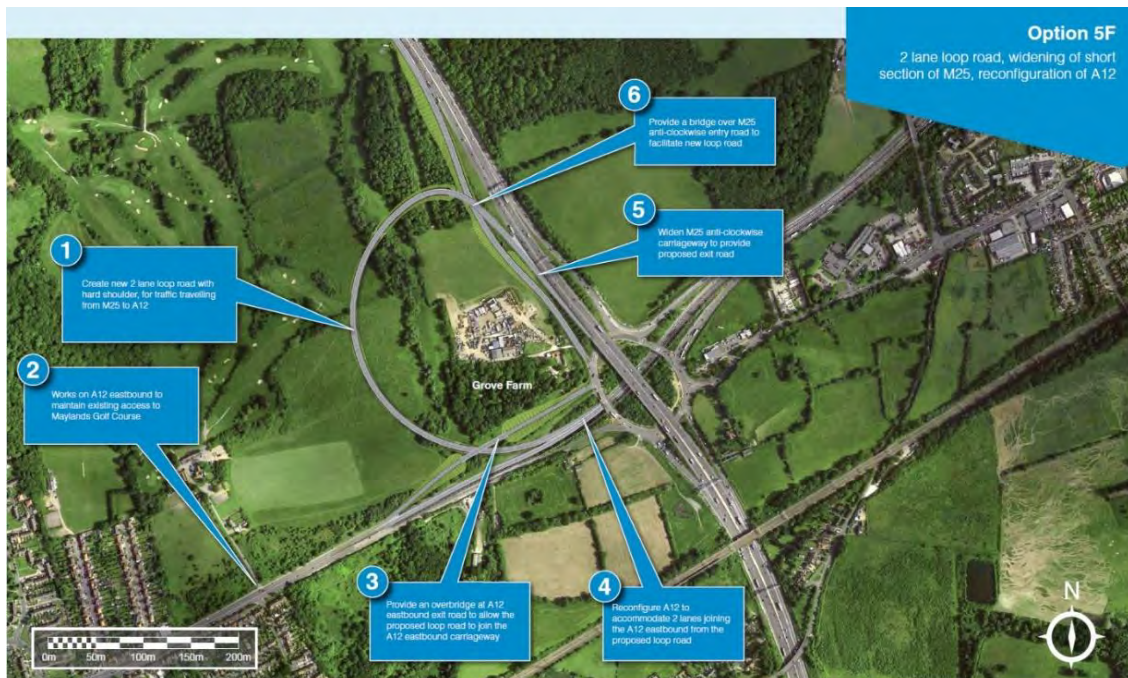 Option 5F
2 lane loop road, widening of short
section of M25, reconfiguration of A12
6
Provide a bridge over M25
anti-clockwise entry road to
facilitate new loop road
5
Widen M25 anti-clockwise
carriageway to provide
proposed exit road
1
Create new 2 lane loop road with
hard shoulder, for traffic travelling
from M25 to A12
2
Works on A12 eastbound to
maintain existing access to
Maylands Golf Course
Grove Farm
3
Provide an overbridge at A12
eastbound exit road to allow the
proposed loop road to join the
A12 eastbound carriageway
4
Reconfigure A12 to
accommodate 2 lanes joining
the A12 eastbound from the
proposed loop road
N
0m 50m 100m 150m 200m